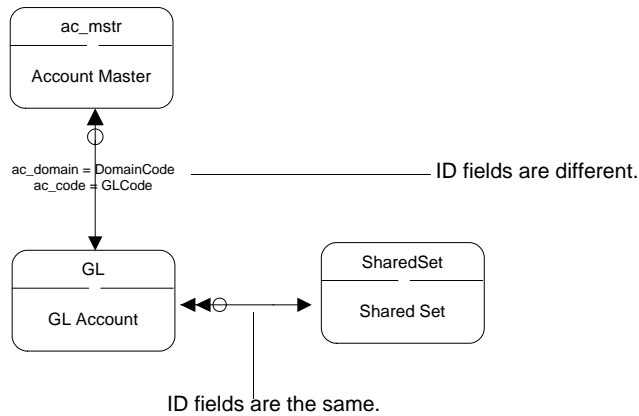 ac_mstr
Account Master
ac_domain = DomainCode
ac_code = GLCode
ID fields are different.
GL
GL Account
SharedSet
Shared Set
ID fields are the same.